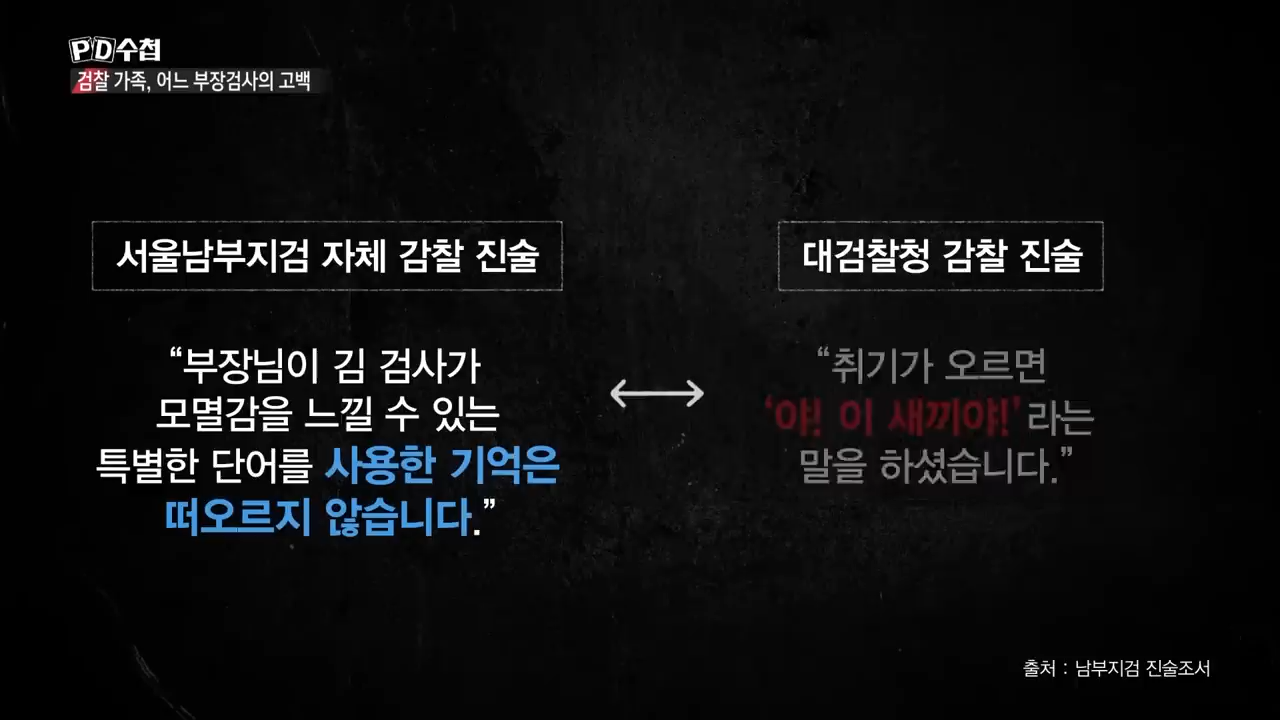 PD수첩
검찰 가족, 어느 부장검사의 고백
서울남부지검 자체 감찰 진술
“부장님이 김 검사가
모멸감을 느낄 수 있는
특별한 단어를 사용한 기억은
떠오르지 않습니다.”
대검찰청 감찰 진술
“취기가 오르면
‘야! 이 새끼야!’ 라는
말을 하셨습니다.”
출처 : 남부지검 진술조서